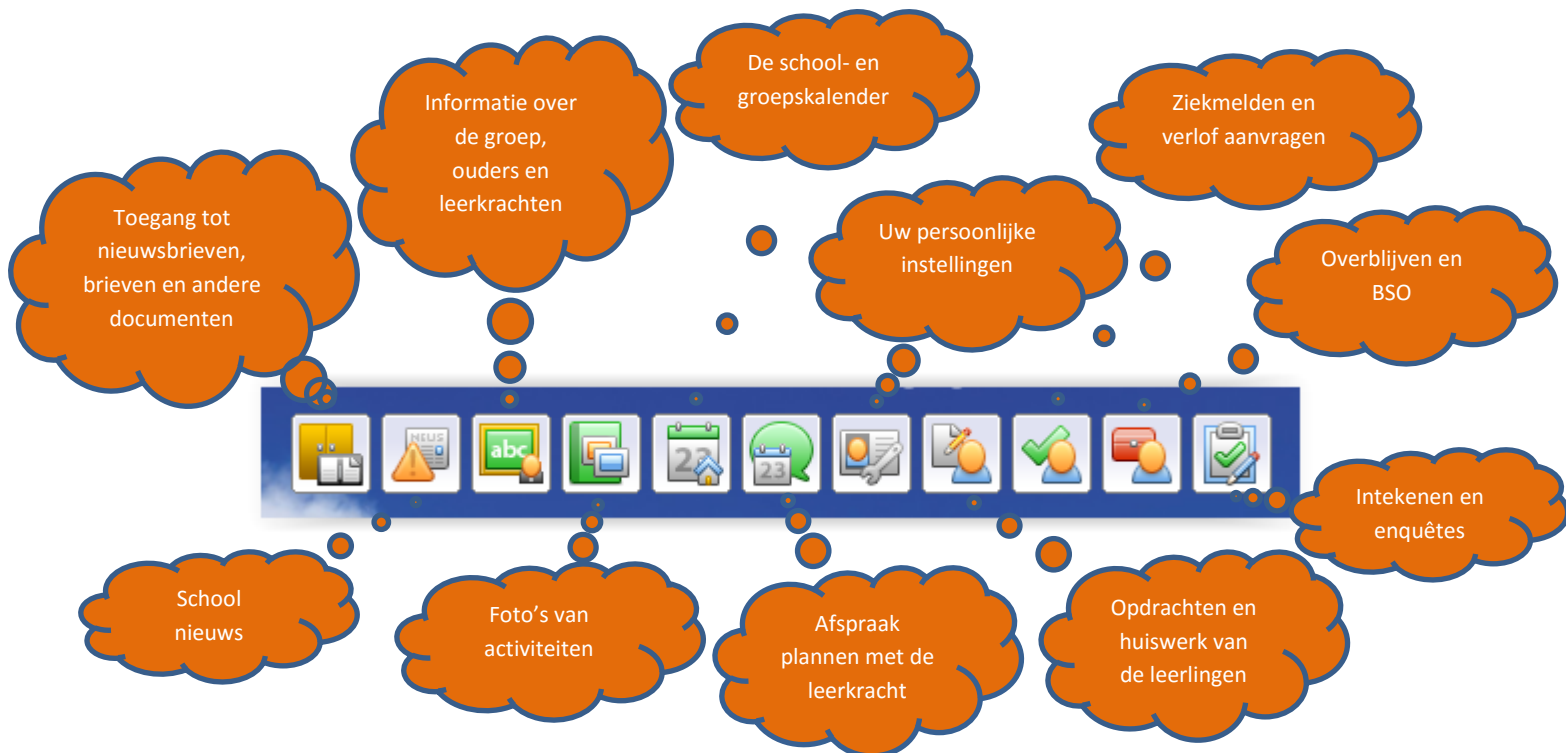 De school- en
groepskalender
Informatie over
de groep,
ouders en
leerkrachten
Ziekmelden en
verlof aanvragen
Toegang tot
nieuwsbrieven,
brieven en andere
documenten
Uw persoonlijke
instellingen
Overblijven en
BSO
NEUS
abc
23
23
Intekenen en
enquêtes
School
nieuws
Foto’s van
activiteiten
Afspraak
plannen met de
leerkracht
Opdrachten en
huiswerk van
de leerlingen